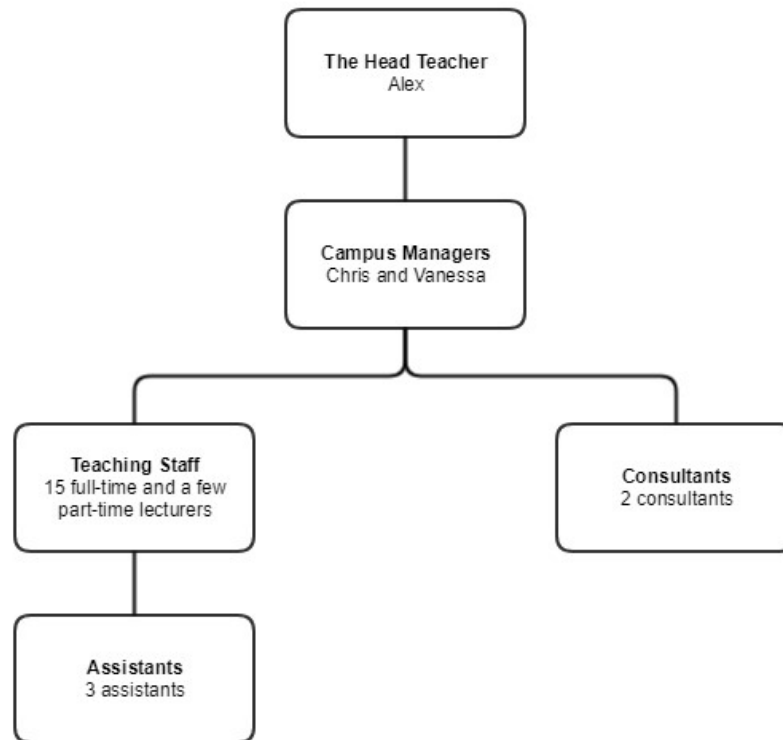 The Head Teacher
Alex
Campus Managers
Chris and Vanessa
Teaching Staff
15 full-time and a few
part-time lecturers
Consultants
2 consultants
Assistants
3 assistants